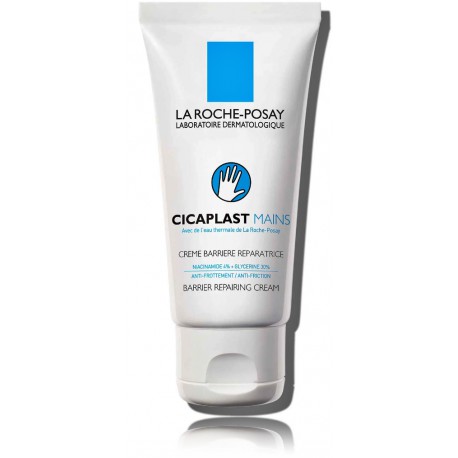 LA ROCHE-POSAY
LABORATOIRE DERMATOLOGIQUE
CICAPLAST MAINS
Avec de l'eau thermale de La Roche-Posay
CREME BARRIERE REPARATRICE
NIACINAMIDE 4% + GLYCERINE 30%
ANTI-FROTTEMENT / ANTI-FRICTION
BARRIER REPAIRING CREAM